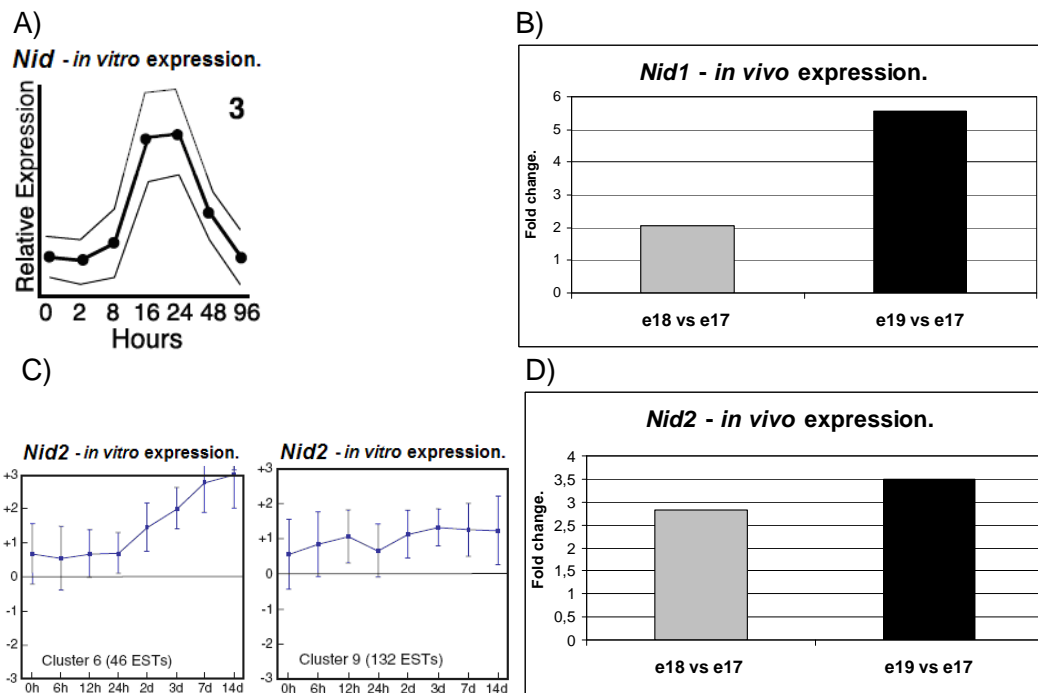 A)
Nid - in vitro expression.
3
Relative Expression
0 2 8 16 24 48 96
Hours
B)
Nid1 - in vivo expression.
6
5
4
3
2
1
0
Fold change.
e18 vs e17 e19 vs e17
C)
Nid2 - in vitro expression.
+3
+2
+1
0
-1
-2
-3
Cluster 6 (46 ESTs)
0h 6h 12h 24h 2d 3d 7d 14d
Nid2 - in vitro expression.
+3
+2
+1
0
-1
-2
-3
Cluster 9 (132 ESTs)
0h 6h 12h 24h 2d 3d 7d 14d
D)
Nid2 - in vivo expression.
4
3,5
3
2,5
2
1,5
1
0,5
0
Fold change.
e18 vs e17 e19 vs e17